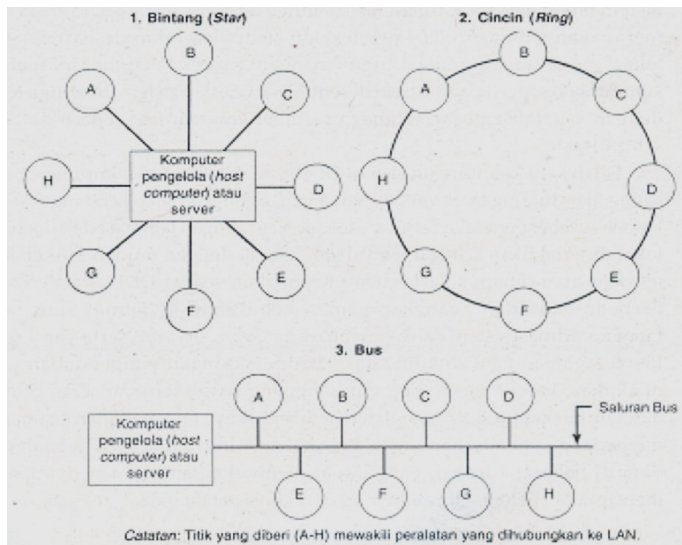 1. Bintang (Star)
B
A
C
H
Komputer
pengelola (host
computer) atau
server
D
G
E
F
2. Cincin (Ring)
B
A
C
H
D
G
E
F
3. Bus
A
B
C
D
Saluran Bus
Komputer
pengelola (host
computer) atau
server
E
F
G
H
Catatan: Titik yang diberi (A-H) mewakili peralatan yang dihubungkan ke LAN.